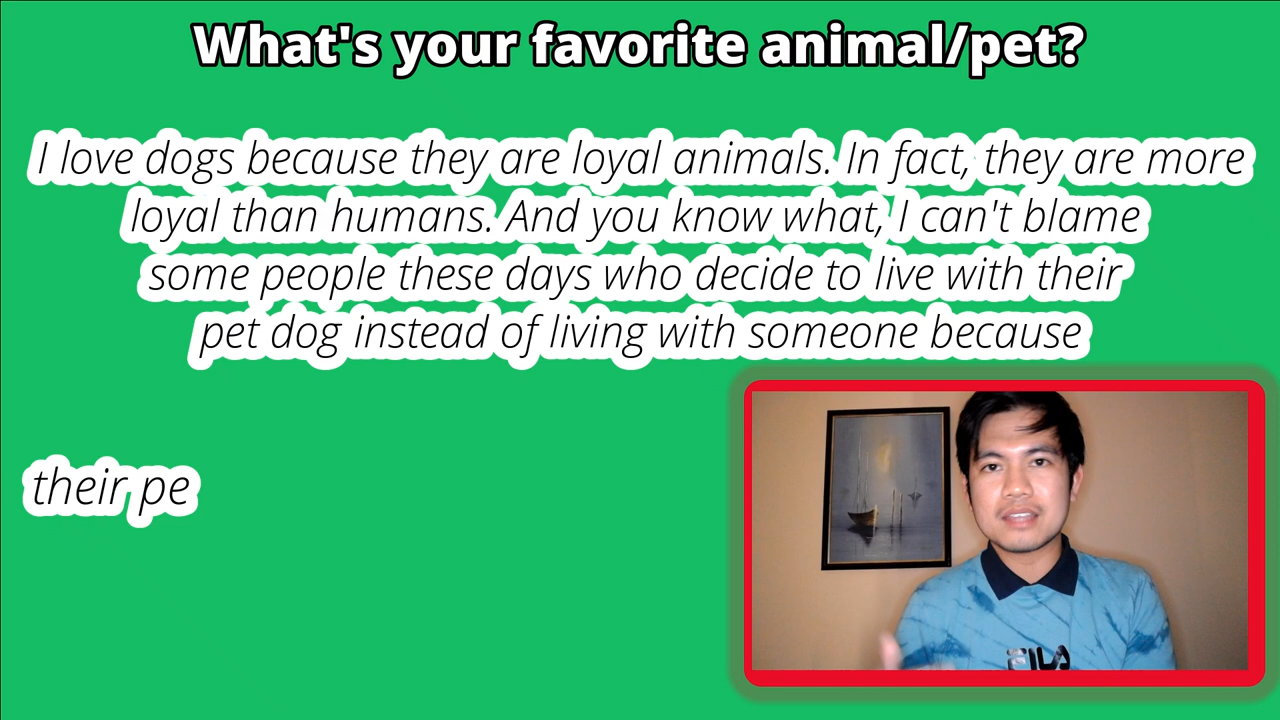 What's your favorite animal/pet?
I love dogs because they are loyal animals. In fact, they are more
loyal than humans. And you know what, I can't blame
some people these days who decide to live with their
pet dog instead of living with someone because
their pe
FILA